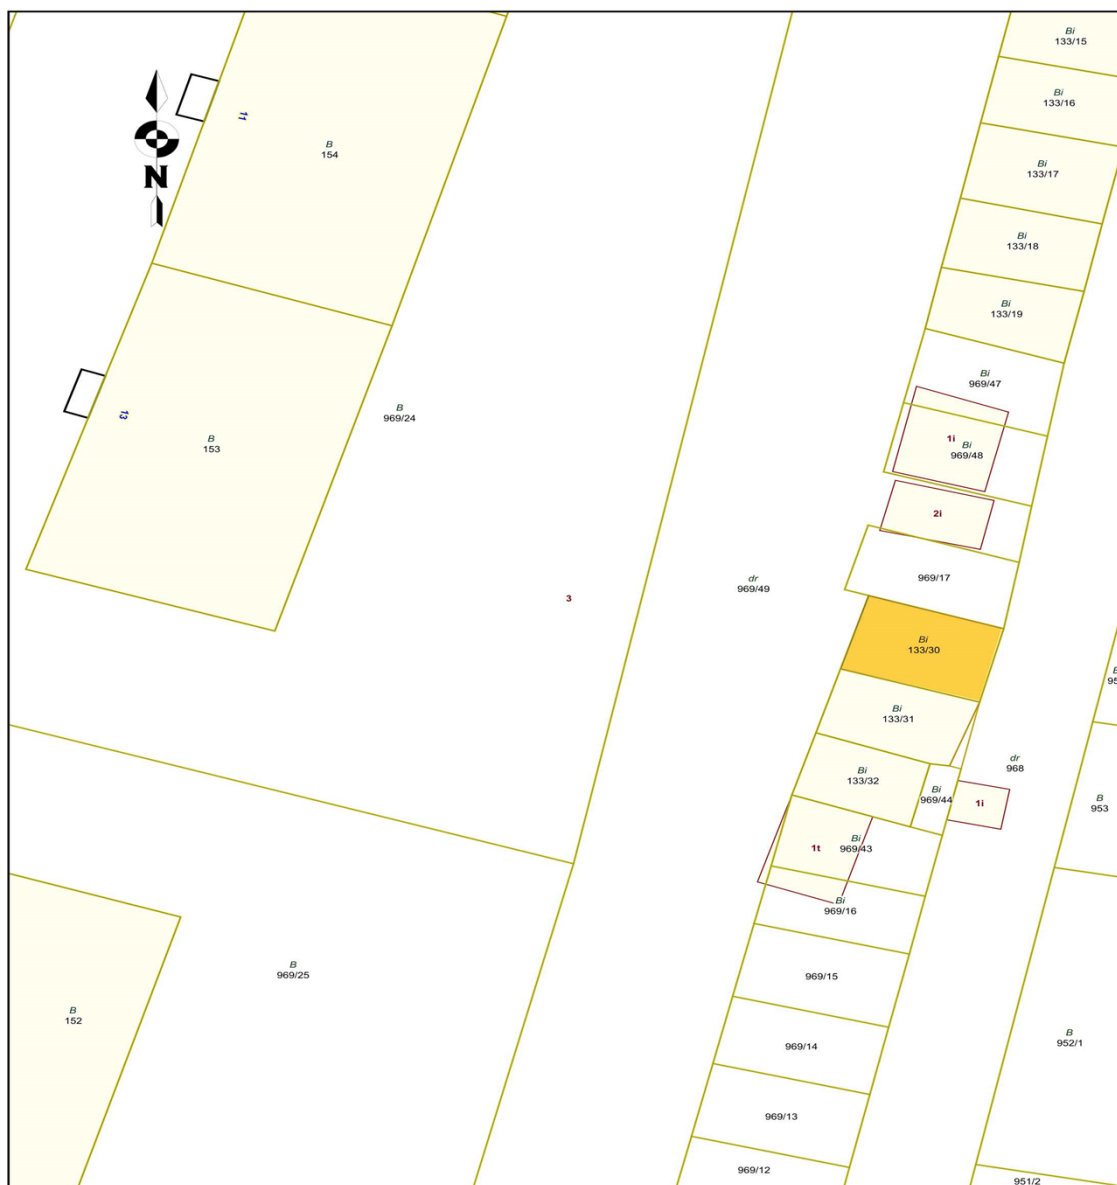 Bi
133/15
Bi
133/16
11
B
154
N
Bi
133/17
Bi
133/18
Bi
133/19
Bi
969/47
13
B
969/24
B
153
1i
Bi
969/48
2i
969/17
dr
969/49
3
Bi
133/30
Bi
133/31
dr
968
Bi
133/32
Bi
969/44
1i
B
953
1t
Bi
969/43
Bi
969/16
B
969/25
969/15
B
152
B
952/1
969/14
969/13
969/12
951/2